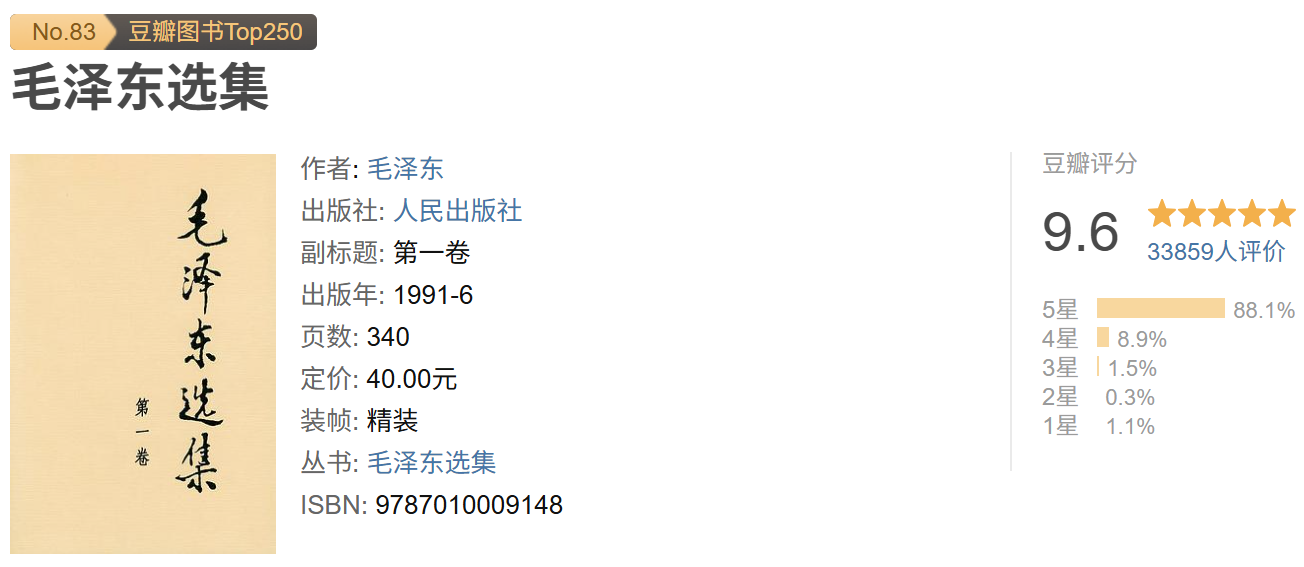 No.83 豆瓣图书Top250
毛泽东选集
毛泽东选集
第一卷
作者: 毛泽东
出版社: 人民出版社
副标题: 第一卷
出版年: 1991-6
页数: 340
定价: 40.00元
装帧: 精装
丛书: 毛泽东选集
ISBN: 9787010009148
豆瓣评分
9.6
33859人评价
5星 88.1%
4星 8.9%
3星 1.5%
2星 0.3%
1星 1.1%